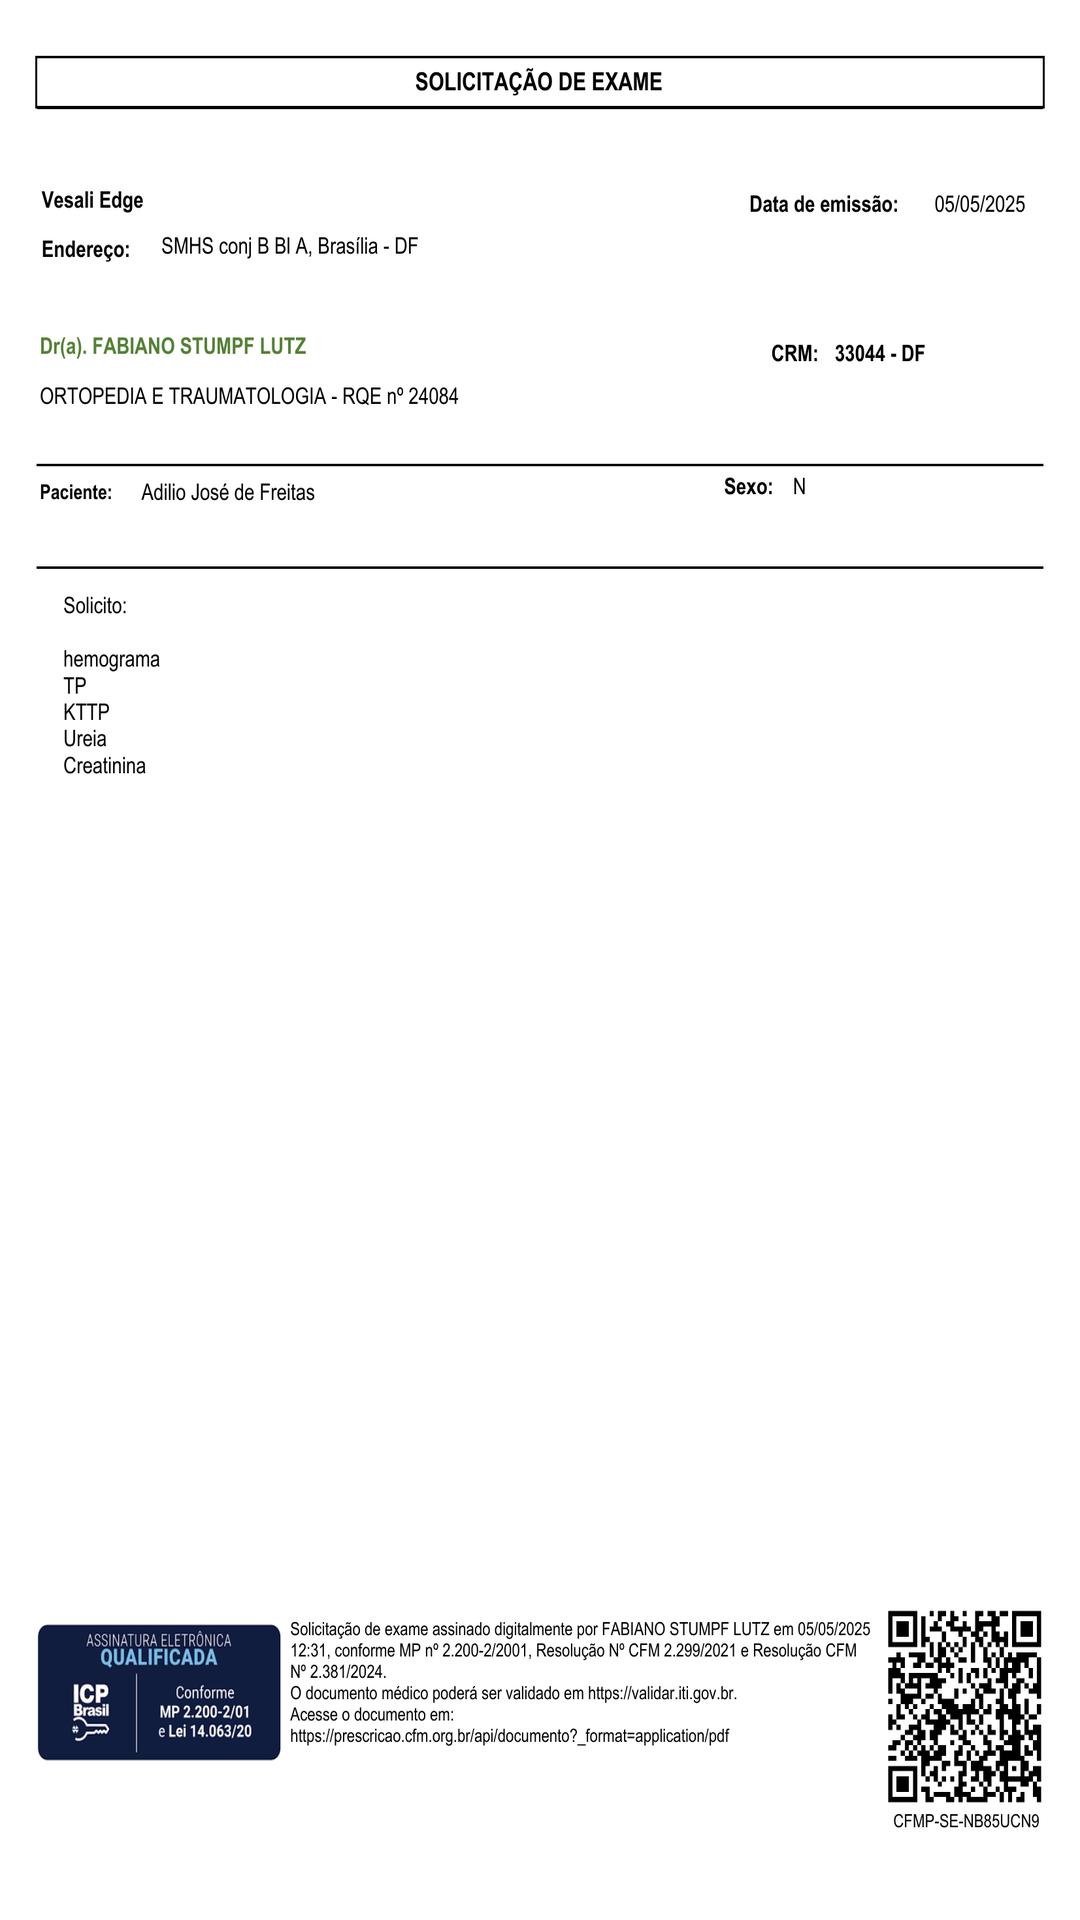 SOLICITAÇÃO DE EXAME
Vesali Edge
Data de emissão: 05/05/2025
Endereço: SMHS conj B Bl A, Brasília - DF
Dr(a). FABIANO STUMPF LUTZ
CRM: 33044 - DF
ORTOPEDIA E TRAUMATOLOGIA - RQE nº 24084
Paciente: Adilio José de Freitas
Sexo: N
Solicito:
hemograma
TP
KTTP
Ureia
Creatinina
ASSINATURA ELETRÔNICA
QUALIFICADA
ICP
Brasil
Conforme
MP 2.200-2/01
e Lei 14.063/20
Solicitação de exame assinado digitalmente por FABIANO STUMPF LUTZ em 05/05/2025
12:31, conforme MP nº 2.200-2/2001, Resolução Nº CFM 2.299/2021 e Resolução CFM
Nº 2.381/2024.
O documento médico poderá ser validado em https://validar.iti.gov.br.
Acesse o documento em:
https://prescricao.cfm.org.br/api/documento?_format=application/pdf
CFMP-SE-NB85UCN9